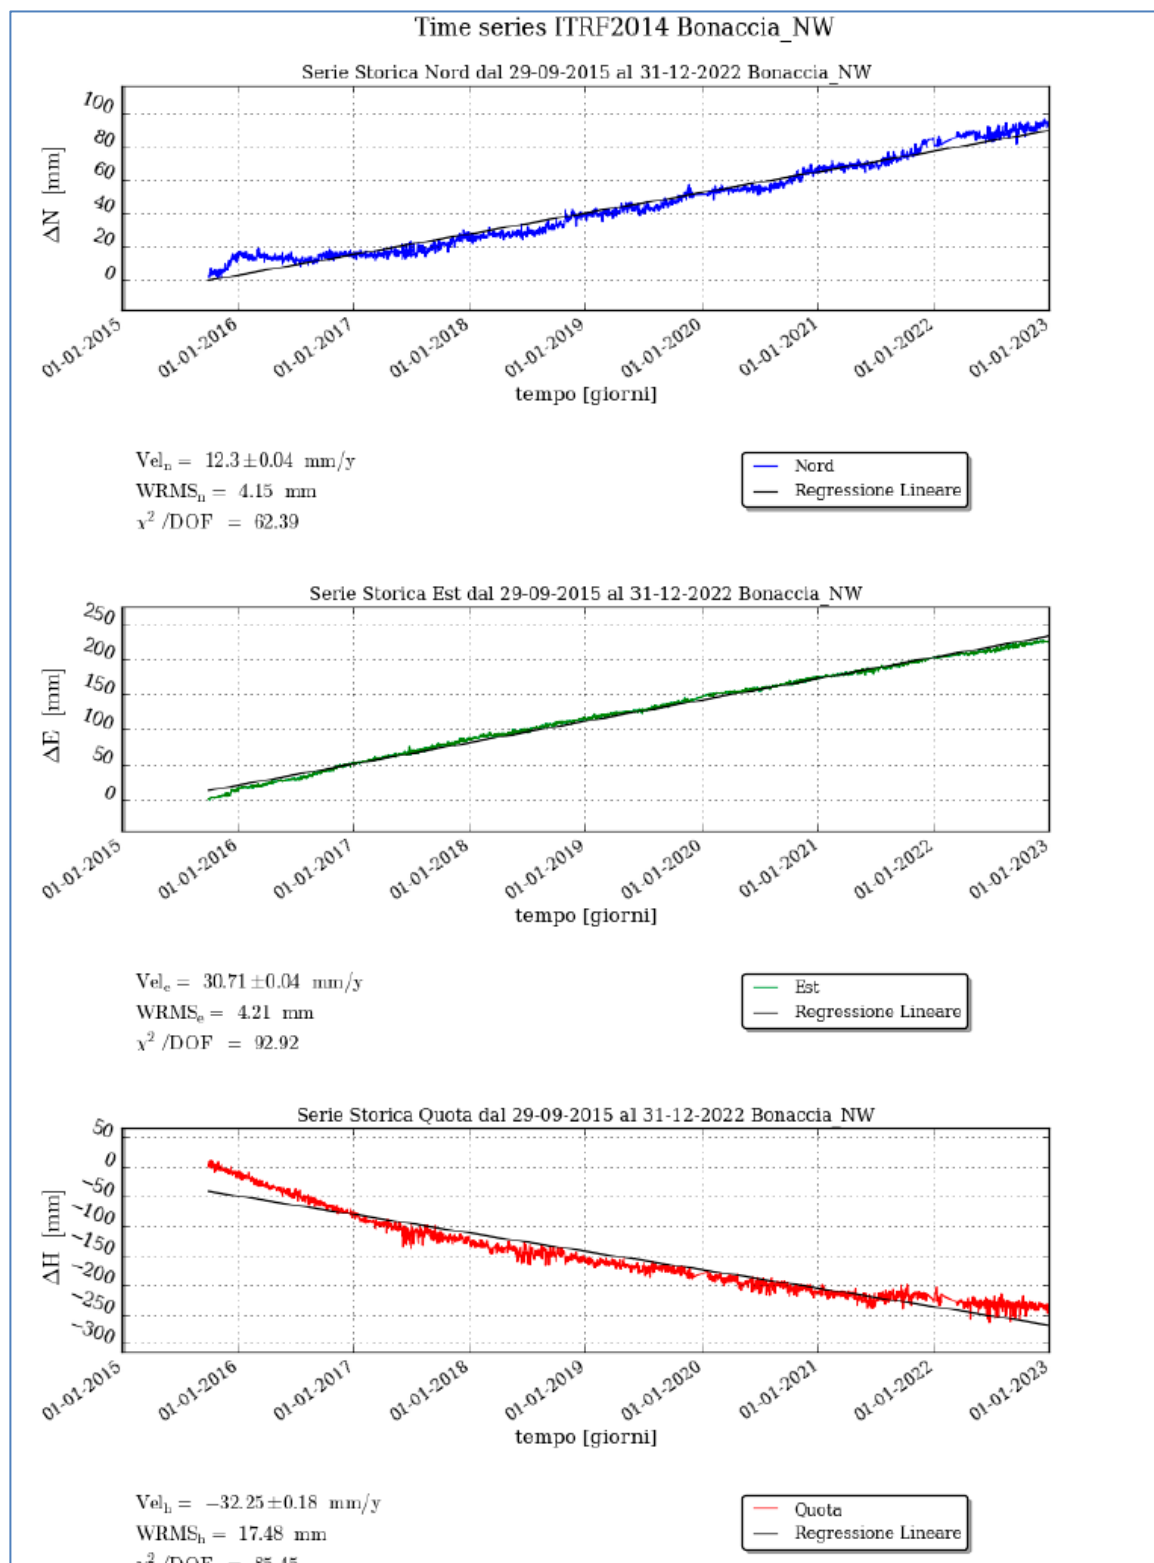 Time series ITRF2014 Bonaccia_NW
Serie Storica Nord dal 29-09-2015 al 31-12-2022 Bonaccia_NW
100
80
60
40
20
0
ΔN [mm]
01-01-2015
01-01-2016
01-01-2017
01-01-2018
01-01-2019
01-01-2020
01-01-2021
01-01-2022
01-01-2023
tempo [giorni]
Vel_n = 12.3±0.04 mm/y
WRMS_n = 4.15 mm
χ² /DOF = 62.39
Nord
Regressione Lineare
Serie Storica Est dal 29-09-2015 al 31-12-2022 Bonaccia_NW
250
200
150
100
50
0
ΔE [mm]
01-01-2015
01-01-2016
01-01-2017
01-01-2018
01-01-2019
01-01-2020
01-01-2021
01-01-2022
01-01-2023
tempo [giorni]
Vel_e = 30.71±0.04 mm/y
WRMS_e = 4.21 mm
χ² /DOF = 92.92
Est
Regressione Lineare
Serie Storica Quota dal 29-09-2015 al 31-12-2022 Bonaccia_NW
50
0
−50
−100
−150
−200
−250
−300
ΔH [mm]
01-01-2015
01-01-2016
01-01-2017
01-01-2018
01-01-2019
01-01-2020
01-01-2021
01-01-2022
01-01-2023
tempo [giorni]
Vel_h = −32.25±0.18 mm/y
WRMS_h = 17.48 mm
χ² /DOF = 85.45
Quota
Regressione Lineare